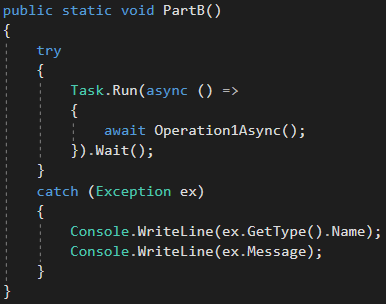 public static void PartB()
{
    try
    {
        Task.Run(async () =>
        {
            await Operation1Async();
        }).Wait();
    }
    catch (Exception ex)
    {
        Console.WriteLine(ex.GetType().Name);
        Console.WriteLine(ex.Message);
    }
}